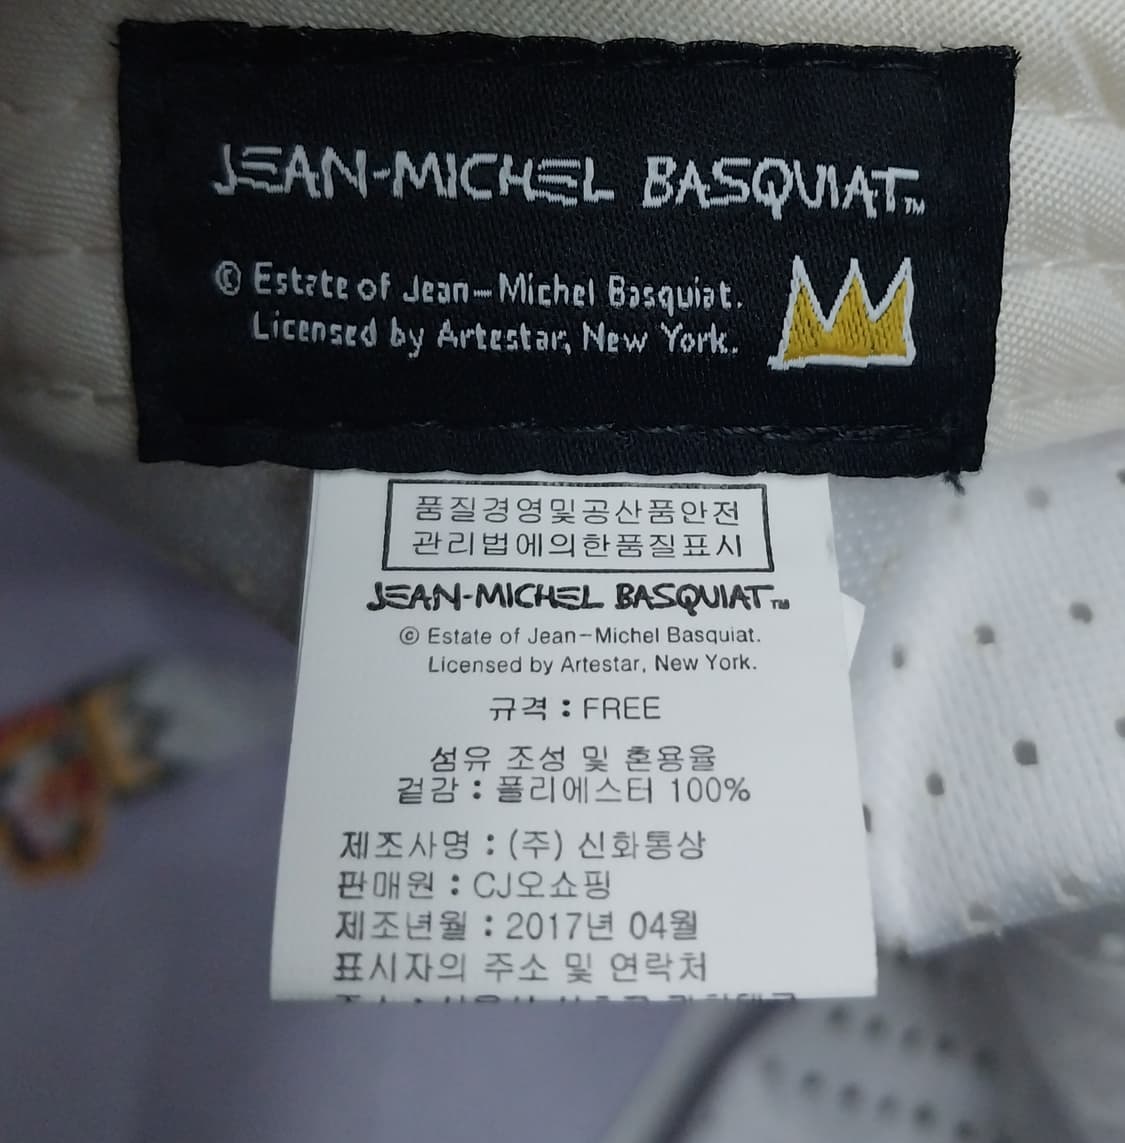 JEAN-MICHEL BASQUIAT™
© Estate of Jean-Michel Basquiat.
Licensed by Artestar, New York.
품질경영및공산품안전
관리법에의한품질표시
JEAN-MICHEL BASQUIAT™
© Estate of Jean-Michel Basquiat.
Licensed by Artestar, New York.
규격 : FREE
섬유 조성 및 혼용율
겉감 : 폴리에스터 100%
제조사명 : (주) 신화통상
판매원 : CJ오쇼핑
제조년월 : 2017년 04월
표시자의 주소 및 연락처